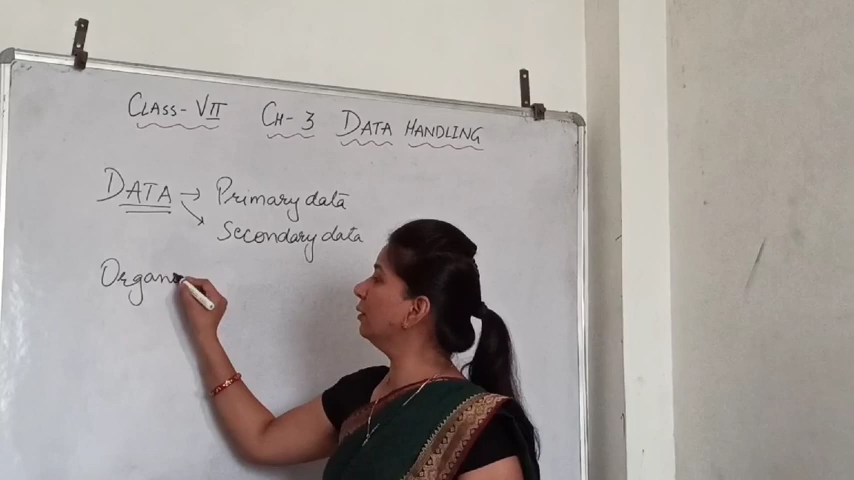 CLASS- VII CH- 3 DATA HANDLING
DATA → Primary data
Secondary data
Organ